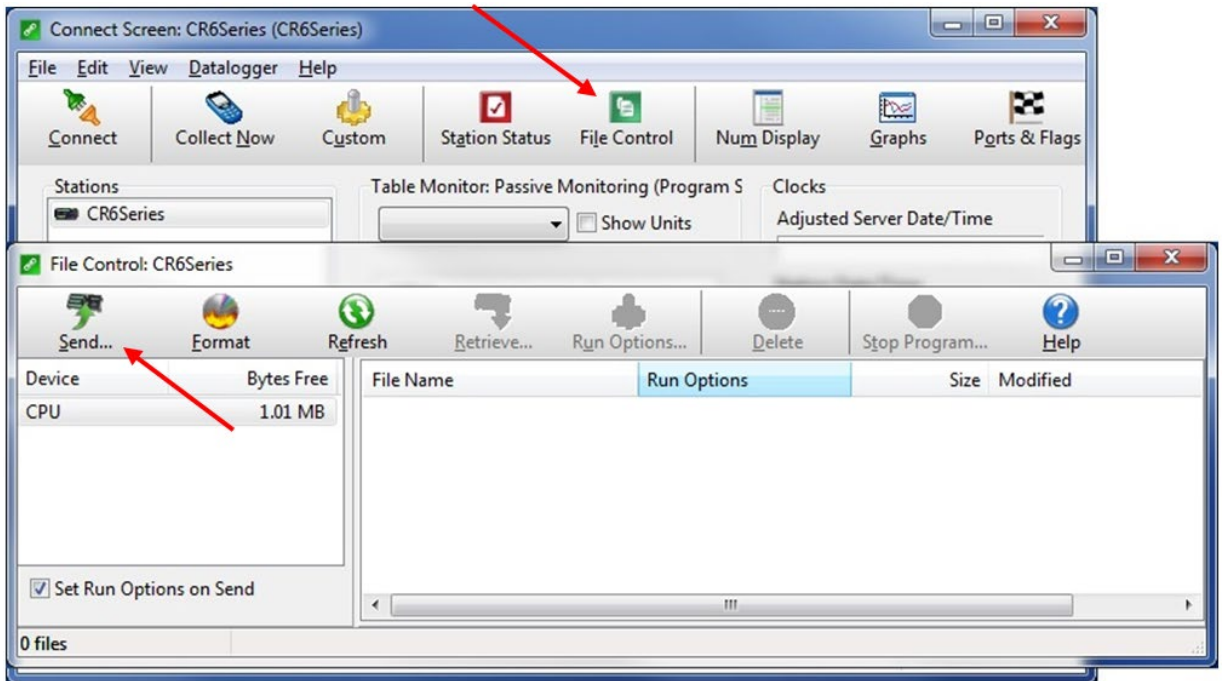 Connect Screen: CR6Series (CR6Series)
File Edit View Datalogger Help
Connect Collect Now Custom Station Status File Control Num Display Graphs Ports & Flags
Stations Table Monitor: Passive Monitoring (Program S Clocks
CR6Series Show Units Adjusted Server Date/Time
File Control: CR6Series
Send... Format Refresh Retrieve... Run Options... Delete Stop Program... Help
Device Bytes Free File Name Run Options Size Modified
CPU 1.01 MB
Set Run Options on Send
0 files